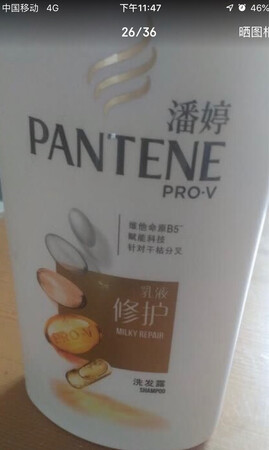 中国移动 4G 下午11:47 46%
26/36 晒图相
潘婷
PANTENE
PRO·V
维他命原B5
赋能科技
针对干枯分叉
乳液
修护
MILKY REPAIR
PRO-V
洗发露
SHAMPOO